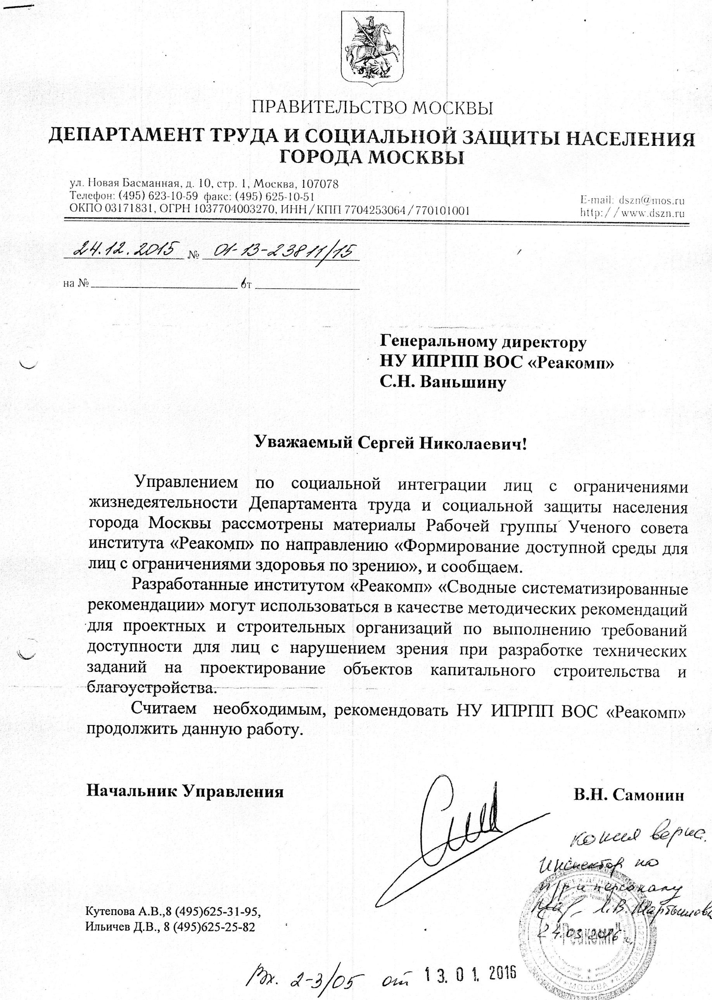 ПРАВИТЕЛЬСТВО МОСКВЫ
ДЕПАРТАМЕНТ ТРУДА И СОЦИАЛЬНОЙ ЗАЩИТЫ НАСЕЛЕНИЯ
ГОРОДА МОСКВЫ
ул. Новая Басманная, д. 10, стр. 1, Москва, 107078
Телефон: (495) 623-10-59 факс: (495) 625-10-51
ОКПО 03171831, ОГРН 1037704003270, ИНН/КПП 7704253064/770101001
E-mail: dszn@mos.ru
http://www.dszn.ru
24.12.2015 № 01-13-23811/15
на № от
Генеральному директору
НУ ИПРПП ВОС «Реакомп»
С.Н. Ваньшину
Уважаемый Сергей Николаевич!
Управлением по социальной интеграции лиц с ограничениями
жизнедеятельности Департамента труда и социальной защиты населения
города Москвы рассмотрены материалы Рабочей группы Ученого совета
института «Реакомп» по направлению «Формирование доступной среды для
лиц с ограничениями здоровья по зрению», и сообщаем.
Разработанные институтом «Реакомп» «Сводные систематизированные
рекомендации» могут использоваться в качестве методических рекомендаций
для проектных и строительных организаций по выполнению требований
доступности для лиц с нарушением зрения при разработке технических
заданий на проектирование объектов капитального строительства и
благоустройства.
Считаем необходимым, рекомендовать НУ ИПРПП ВОС «Реакомп»
продолжить данную работу.
Начальник Управления
В.Н. Самонин
копия верна.
Инспектор по
персоналу
Л.В. Мартынова
"Реакомп"
МОСКВА
Кутепова А.В.,8 (495)625-31-95,
Ильичев Д.В., 8 (495)625-25-82
Вх. 2-3/05 от 13.01.2016